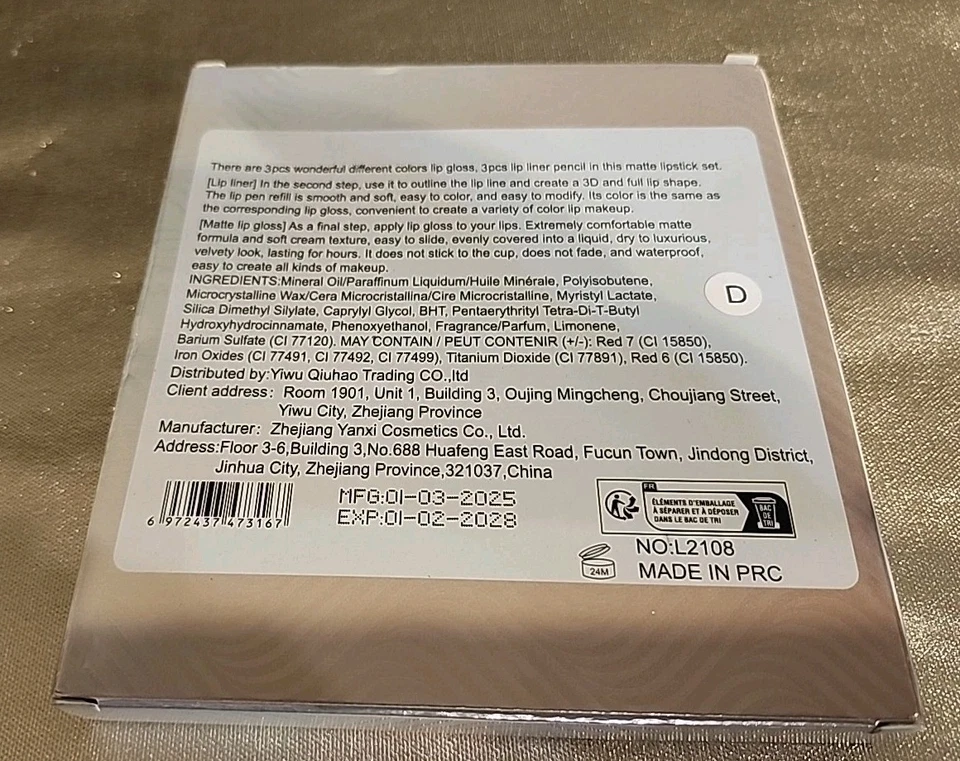 There are 3pcs wonderful different colors lip gloss, 3pcs lip liner pencil in this matte lipstick set.
[Lip liner] In the second step, use it to outline the lip line and create a 3D and full lip shape.
The lip pen refill is smooth and soft, easy to color, and easy to modify. Its color is the same as
the corresponding lip gloss, convenient to create a variety of color lip makeup.
[Matte lip gloss] As a final step, apply lip gloss to your lips. Extremely comfortable matte
formula and soft cream texture, easy to slide, evenly covered into a liquid, dry to luxurious,
velvety look, lasting for hours. It does not stick to the cup, does not fade, and waterproof,
easy to create all kinds of makeup.
INGREDIENTS:Mineral Oil/Paraffinum Liquidum/Huile Minérale, Polyisobutene,
Microcrystalline Wax/Cera Microcristallina/Cire Microcristalline, Myristyl Lactate,
Silica Dimethyl Silylate, Caprylyl Glycol, BHT, Pentaerythrityl Tetra-Di-T-Butyl
Hydroxyhydrocinnamate, Phenoxyethanol, Fragrance/Parfum, Limonene,
Barium Sulfate (CI 77120). MAY CONTAIN / PEUT CONTENIR (+/-): Red 7 (CI 15850),
Iron Oxides (CI 77491, CI 77492, CI 77499), Titanium Dioxide (CI 77891), Red 6 (CI 15850).
D
Distributed by:Yiwu Qiuhao Trading CO.,ltd
Client address: Room 1901, Unit 1, Building 3, Oujing Mingcheng, Choujiang Street,
Yiwu City, Zhejiang Province
Manufacturer: Zhejiang Yanxi Cosmetics Co., Ltd.
Address:Floor 3-6,Building 3,No.688 Huafeng East Road, Fucun Town, Jindong District,
Jinhua City, Zhejiang Province,321037,China
6 972437 473167
MFG:01-03-2025
EXP:01-02-2028
FR
ÉLÉMENTS D'EMBALLAGE
À SÉPARER ET À DÉPOSER
DANS LE BAC DE TRI
BAC
DE
TRI
24M
NO:L2108
MADE IN PRC